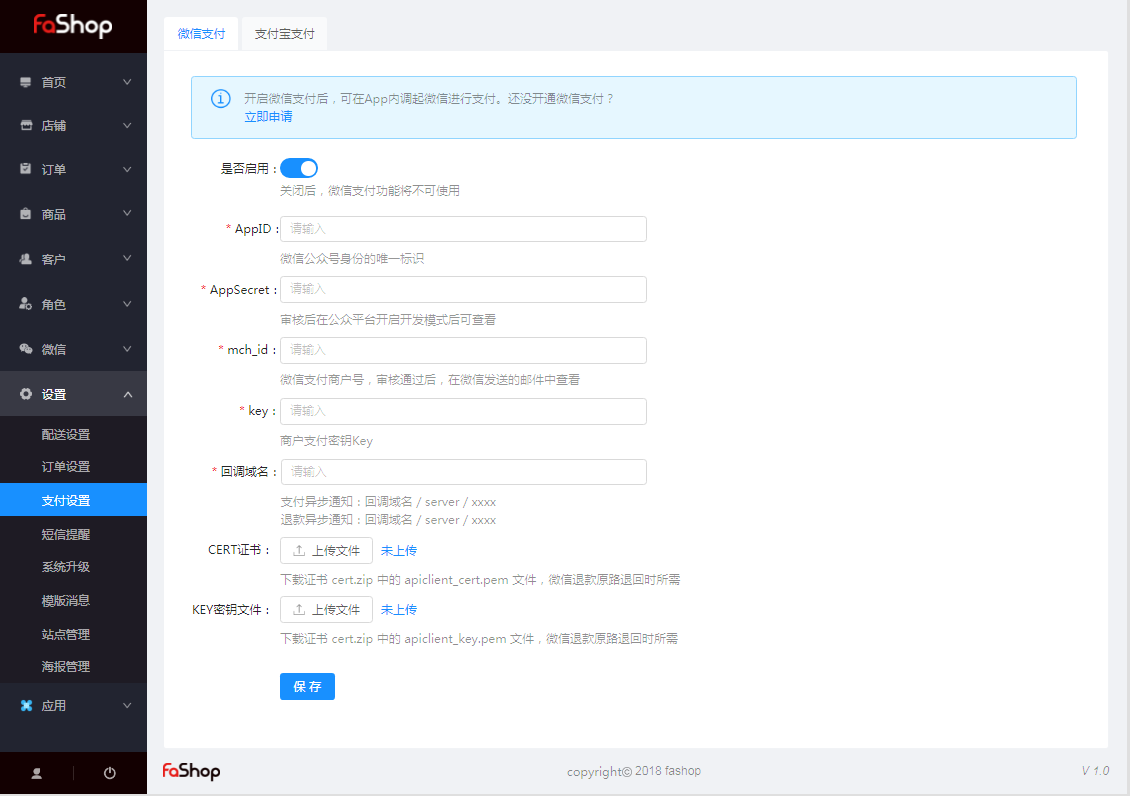 faShop
首页
店铺
订单
商品
客户
角色
微信
设置
配送设置
订单设置
支付设置
短信提醒
系统升级
模版消息
站点管理
海报管理
应用
微信支付
支付宝支付
开启微信支付后，可在App内调起微信进行支付。还没开通微信支付？
立即申请
是否启用：
关闭后，微信支付功能将不可使用
* AppID： 请输入
微信公众号身份的唯一标识
* AppSecret： 请输入
审核后在公众平台开启开发模式后可查看
* mch_id： 请输入
微信支付商户号，审核通过后，在微信发送的邮件中查看
* key： 请输入
商户支付密钥Key
* 回调域名： 请输入
支付异步通知：回调域名 / server / xxxx
退款异步通知：回调域名 / server / xxxx
CERT证书： 上传文件 未上传
下载证书 cert.zip 中的 apiclient_cert.pem 文件，微信退款原路退回时所需
KEY密钥文件： 上传文件 未上传
下载证书 cert.zip 中的 apiclient_key.pem 文件，微信退款原路退回时所需
保 存
faShop
copyright© 2018 fashop
V 1.0